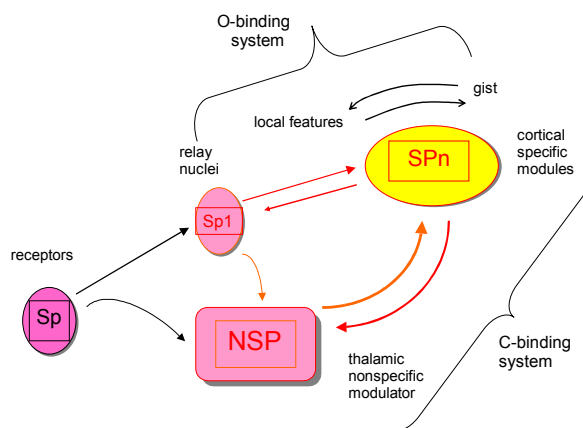 O-binding
system
gist
local features
relay
nuclei
SPn
cortical
specific
modules
Sp1
receptors
Sp
NSP
thalamic
nonspecific
modulator
C-binding
system